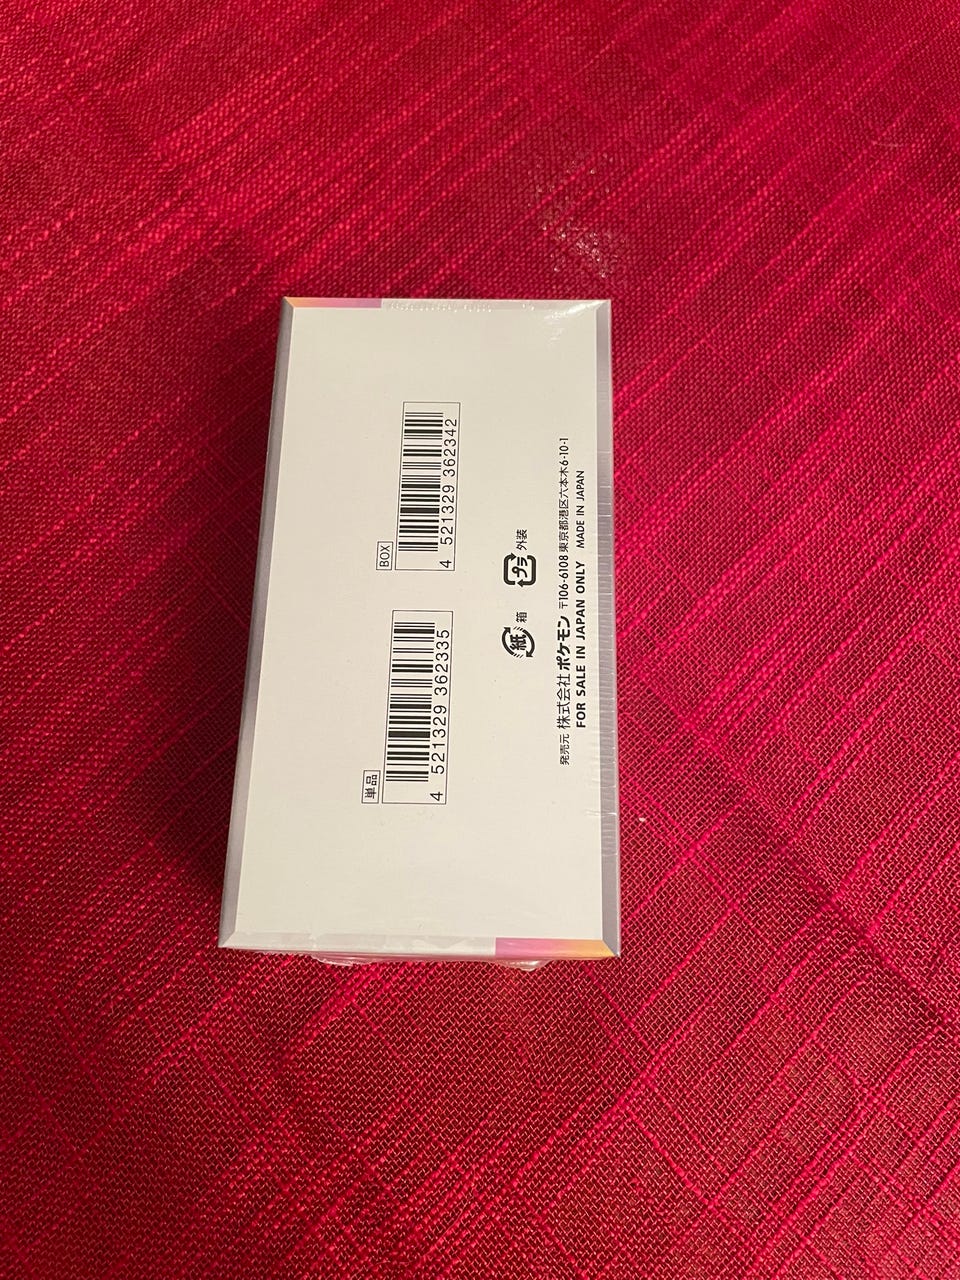 単品
4 521329 362335
BOX
4 521329 362342
紙 箱
プラ 外装
発売元 株式会社ポケモン 〒106-6108 東京都港区六本木6-10-1
FOR SALE IN JAPAN ONLY MADE IN JAPAN